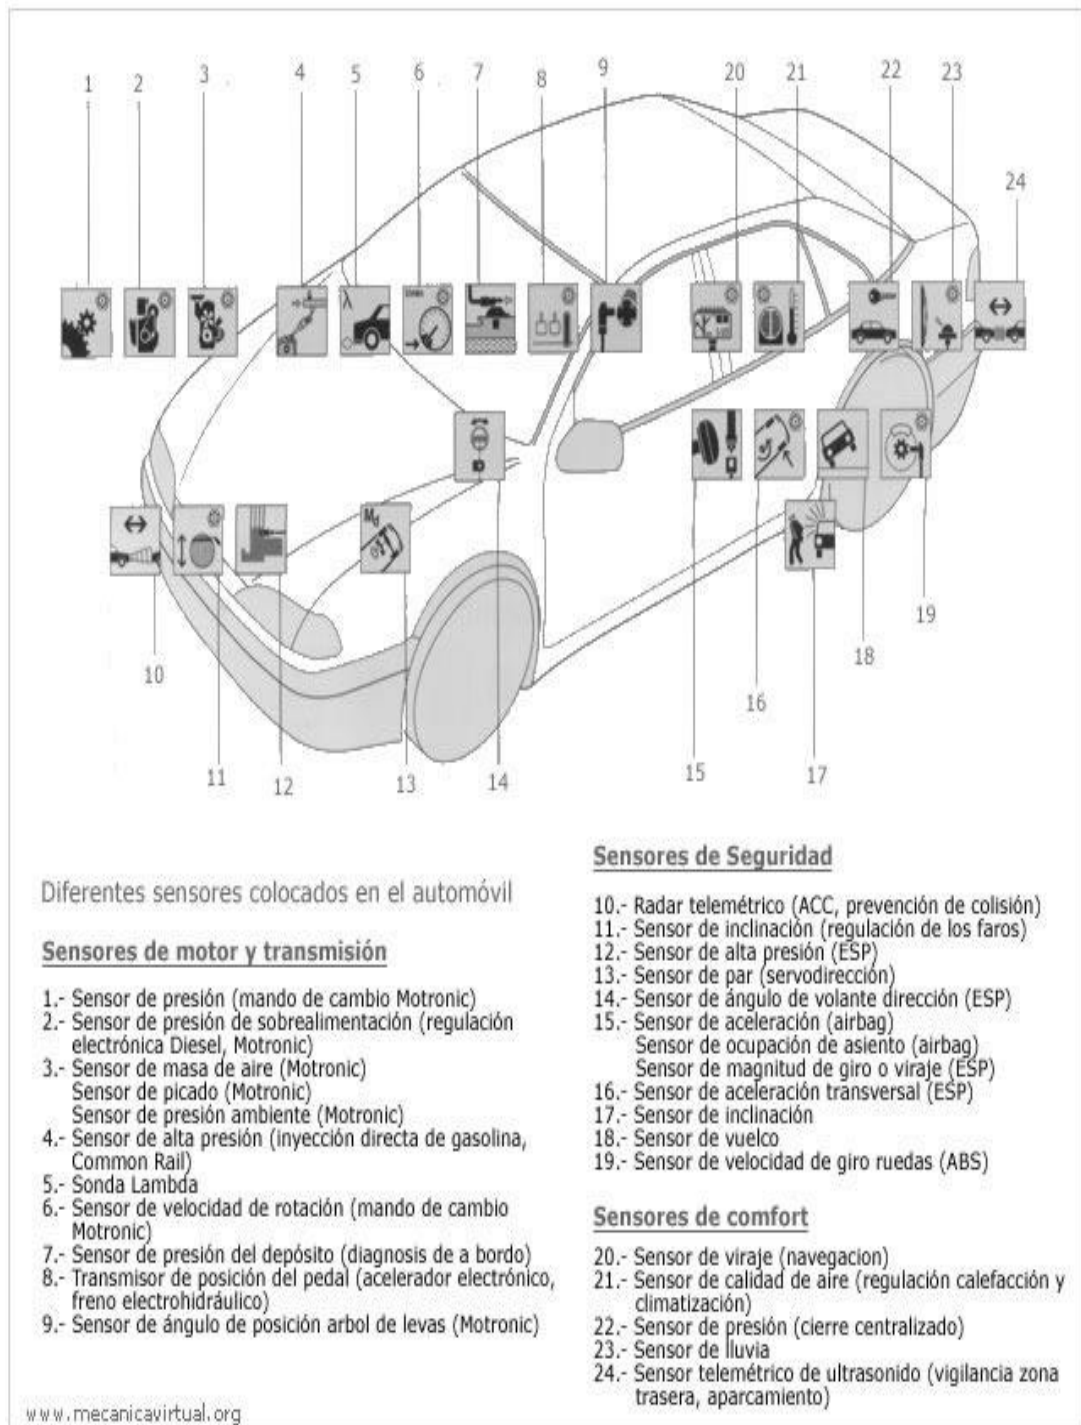 1 2 3 4 5 6 7 8 9 20 21 22 23
24
λ
10
11 12 13 14 15 16 17 18 19
Diferentes sensores colocados en el automóvil
Sensores de motor y transmisión
1.- Sensor de presión (mando de cambio Motronic)
2.- Sensor de presión de sobrealimentación (regulación
electrónica Diesel, Motronic)
3.- Sensor de masa de aire (Motronic)
Sensor de picado (Motronic)
Sensor de presión ambiente (Motronic)
4.- Sensor de alta presión (inyección directa de gasolina,
Common Rail)
5.- Sonda Lambda
6.- Sensor de velocidad de rotación (mando de cambio
Motronic)
7.- Sensor de presión del depósito (diagnosis de a bordo)
8.- Transmisor de posición del pedal (acelerador electrónico,
freno electrohidráulico)
9.- Sensor de ángulo de posición arbol de levas (Motronic)
Sensores de Seguridad
10.- Radar telemétrico (ACC, prevención de colisión)
11.- Sensor de inclinación (regulación de los faros)
12.- Sensor de alta presión (ESP)
13.- Sensor de par (servodirección)
14.- Sensor de ángulo de volante dirección (ESP)
15.- Sensor de aceleración (airbag)
Sensor de ocupación de asiento (airbag)
Sensor de magnitud de giro o viraje (ESP)
16.- Sensor de aceleración transversal (ESP)
17.- Sensor de inclinación
18.- Sensor de vuelco
19.- Sensor de velocidad de giro ruedas (ABS)
Sensores de comfort
20.- Sensor de viraje (navegacion)
21.- Sensor de calidad de aire (regulación calefacción y
climatización)
22.- Sensor de presión (cierre centralizado)
23.- Sensor de lluvia
24.- Sensor telemétrico de ultrasonido (vigilancia zona
trasera, aparcamiento)
www.mecanicavirtual.org